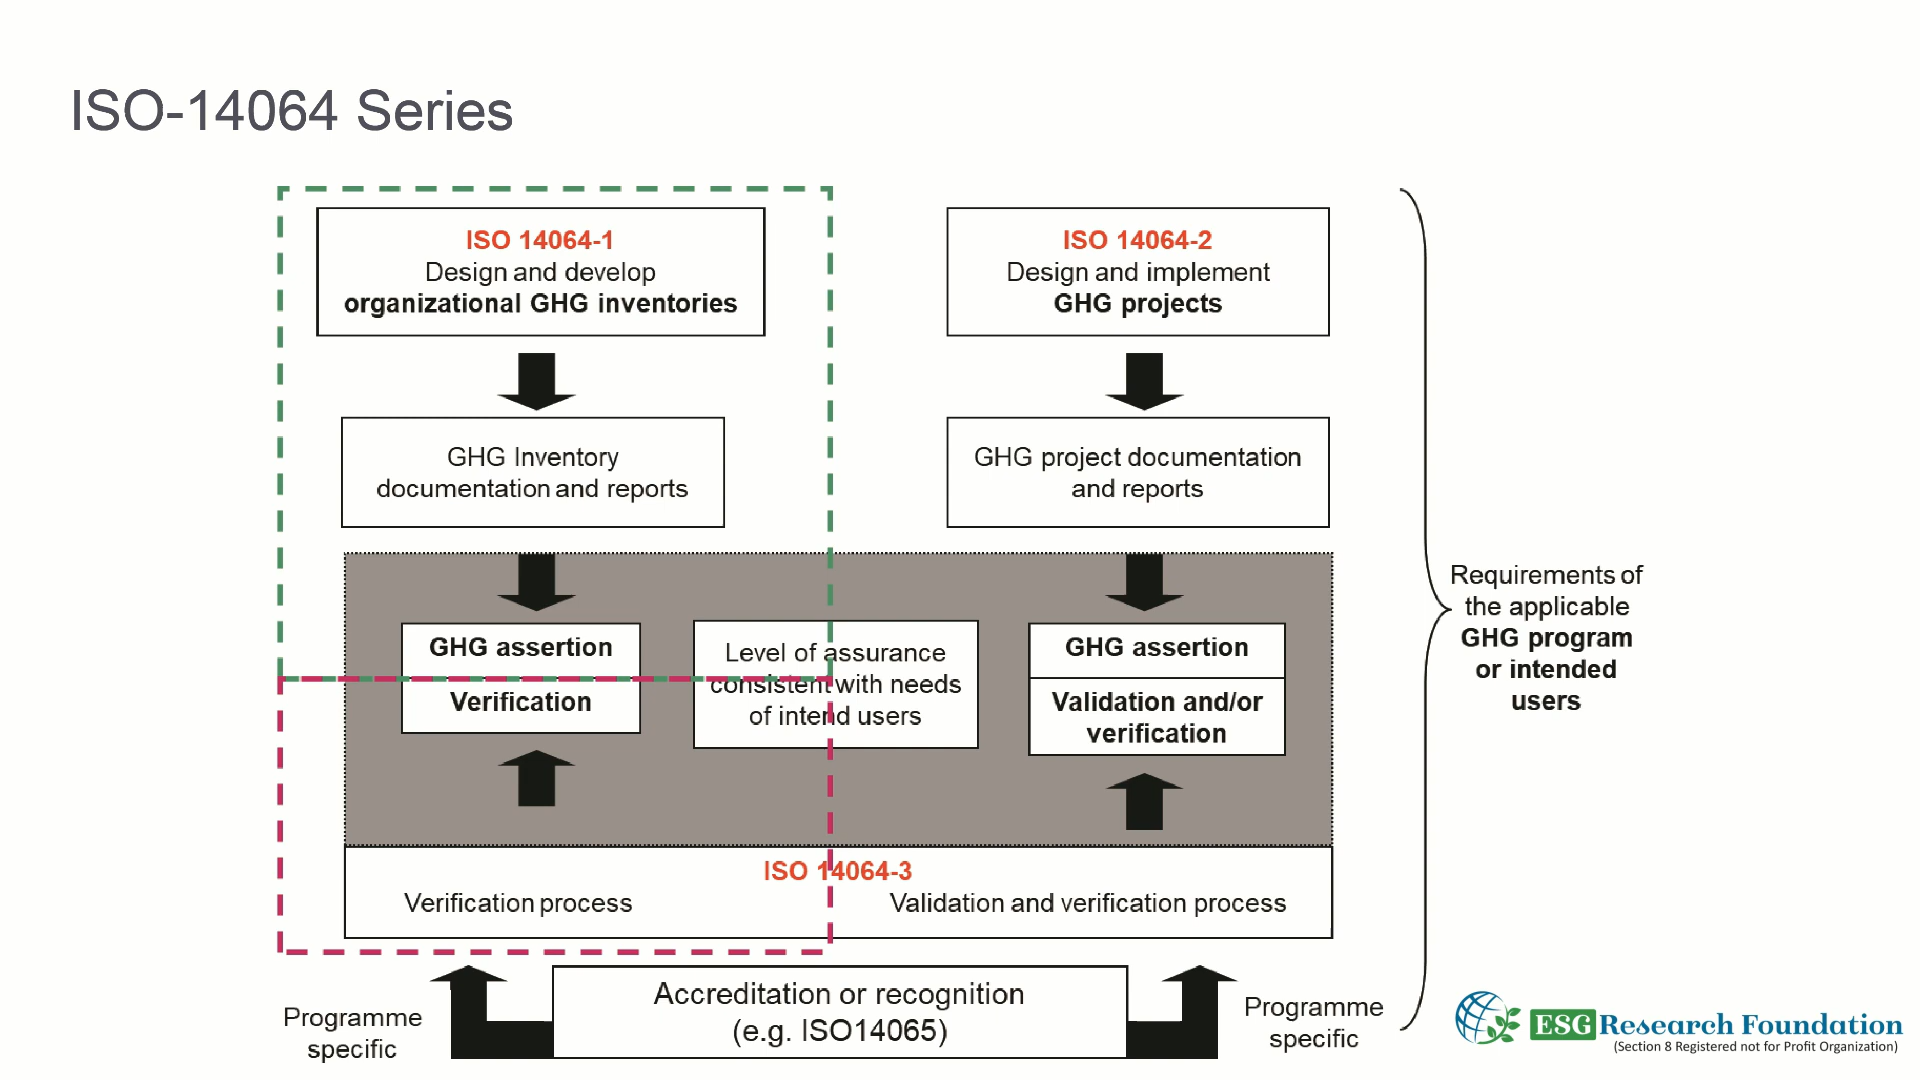 ISO-14064 Series
ISO 14064-1
Design and develop
organizational GHG inventories
ISO 14064-2
Design and implement
GHG projects
GHG Inventory
documentation and reports
GHG project documentation
and reports
GHG assertion
Verification
Level of assurance
consistent with needs
of intend users
GHG assertion
Validation and/or
verification
Requirements of
the applicable
GHG program
or intended
users
ISO 14064-3
Verification process
Validation and verification process
Programme
specific
Accreditation or recognition
(e.g. ISO14065)
Programme
specific
ESG Research Foundation
(Section 8 Registered not for Profit Organization)